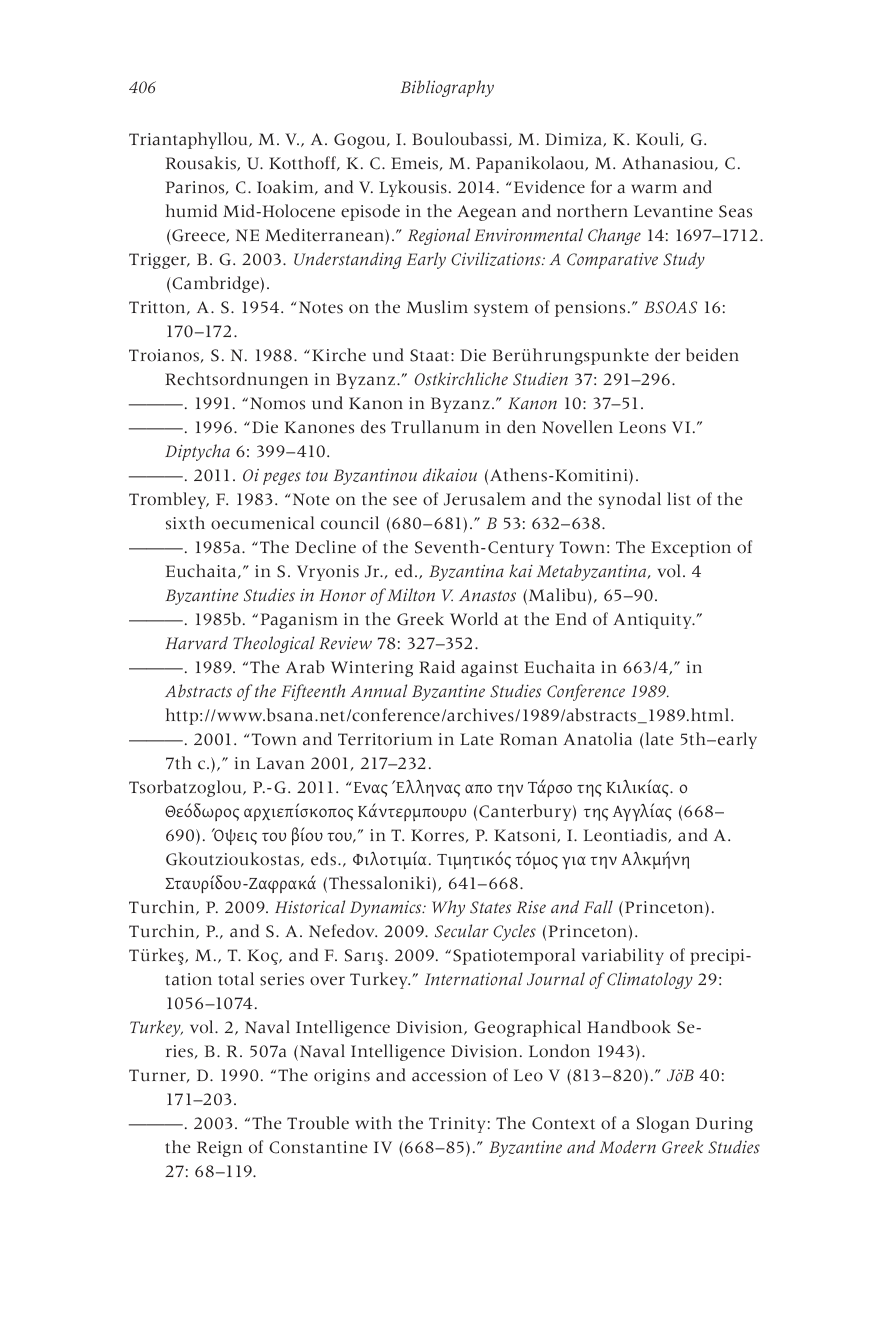 406 Bibliography
Triantaphyllou, M. V., A. Gogou, I. Bouloubassi, M. Dimiza, K. Kouli, G.
Rousakis, U. Kotthoff, K. C. Emeis, M. Papanikolaou, M. Athanasiou, C.
Parinos, C. Ioakim, and V. Lykousis. 2014. “Evidence for a warm and
humid Mid-Holocene episode in the Aegean and northern Levantine Seas
(Greece, NE Mediterranean).” Regional Environmental Change 14: 1697–1712.
Trigger, B. G. 2003. Understanding Early Civilizations: A Comparative Study
(Cambridge).
Tritton, A. S. 1954. “Notes on the Muslim system of pensions.” BSOAS 16:
170–172.
Troianos, S. N. 1988. “Kirche und Staat: Die Berührungspunkte der beiden
Rechtsordnungen in Byzanz.” Ostkirchliche Studien 37: 291–296.
———. 1991. “Nomos und Kanon in Byzanz.” Kanon 10: 37–51.
———. 1996. “Die Kanones des Trullanum in den Novellen Leons VI.”
Diptycha 6: 399–410.
———. 2011. Oi peges tou Byzantinou dikaiou (Athens-Komitini).
Trombley, F. 1983. “Note on the see of Jerusalem and the synodal list of the
sixth oecumenical council (680–681).” B 53: 632–638.
———. 1985a. “The Decline of the Seventh-Century Town: The Exception of
Euchaita,” in S. Vryonis Jr., ed., Byzantina kai Metabyzantina, vol. 4
Byzantine Studies in Honor of Milton V. Anastos (Malibu), 65–90.
———. 1985b. “Paganism in the Greek World at the End of Antiquity.”
Harvard Theological Review 78: 327–352.
———. 1989. “The Arab Wintering Raid against Euchaita in 663/4,” in
Abstracts of the Fifteenth Annual Byzantine Studies Conference 1989.
http://www.bsana.net/conference/archives/1989/abstracts_1989.html.
———. 2001. “Town and Territorium in Late Roman Anatolia (late 5th–early
7th c.),” in Lavan 2001, 217–232.
Tsorbatzoglou, P.-G. 2011. “Ενας Έλληνας απο την Τάρσο της Κιλικίας. ο
Θεόδωρος αρχιεπίσκοπος Κάντερμπουρυ (Canterbury) της Αγγλίας (668–
690). Όψεις του βίου του,” in T. Korres, P. Katsoni, I. Leontiadis, and A.
Gkoutzioukostas, eds., Φιλοτιμία. Τιμητικός τόμος για την Αλκμήνη
Σταυρίδου-Ζαφρακά (Thessaloniki), 641–668.
Turchin, P. 2009. Historical Dynamics: Why States Rise and Fall (Princeton).
Turchin, P., and S. A. Nefedov. 2009. Secular Cycles (Princeton).
Türkeş, M., T. Koç, and F. Sarış. 2009. “Spatiotemporal variability of precipi-
tation total series over Turkey.” International Journal of Climatology 29:
1056–1074.
Turkey, vol. 2, Naval Intelligence Division, Geographical Handbook Se-
ries, B. R. 507a (Naval Intelligence Division. London 1943).
Turner, D. 1990. “The origins and accession of Leo V (813–820).” JöB 40:
171–203.
———. 2003. “The Trouble with the Trinity: The Context of a Slogan During
the Reign of Constantine IV (668–85).” Byzantine and Modern Greek Studies
27: 68–119.